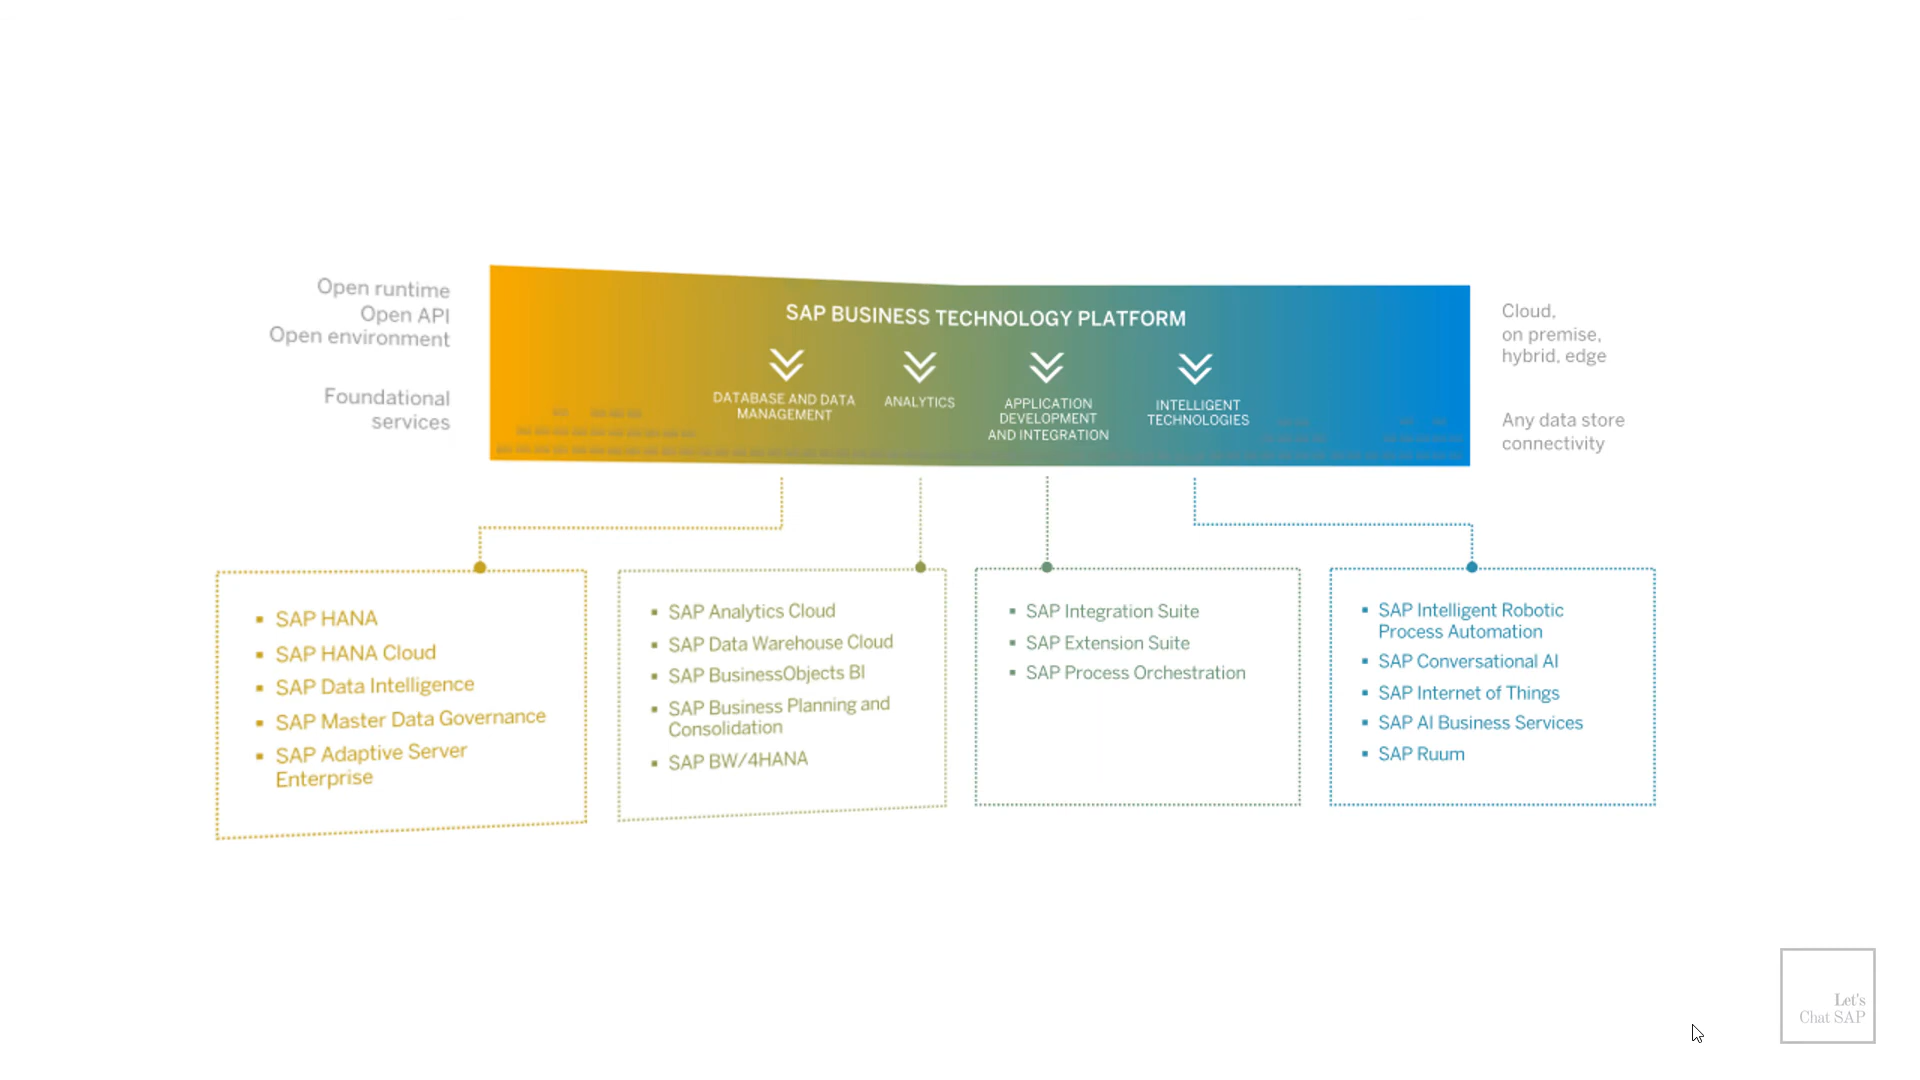 Open runtime
Open API
Open environment
Foundational
services
SAP BUSINESS TECHNOLOGY PLATFORM
DATABASE AND DATA
MANAGEMENT
ANALYTICS
APPLICATION
DEVELOPMENT
AND INTEGRATION
INTELLIGENT
TECHNOLOGIES
Cloud,
on premise,
hybrid, edge
Any data store
connectivity
▪ SAP HANA
▪ SAP HANA Cloud
▪ SAP Data Intelligence
▪ SAP Master Data Governance
▪ SAP Adaptive Server
Enterprise
▪ SAP Analytics Cloud
▪ SAP Data Warehouse Cloud
▪ SAP BusinessObjects BI
▪ SAP Business Planning and
Consolidation
▪ SAP BW/4HANA
▪ SAP Integration Suite
▪ SAP Extension Suite
▪ SAP Process Orchestration
▪ SAP Intelligent Robotic
Process Automation
▪ SAP Conversational AI
▪ SAP Internet of Things
▪ SAP AI Business Services
▪ SAP Ruum
Let's
Chat SAP